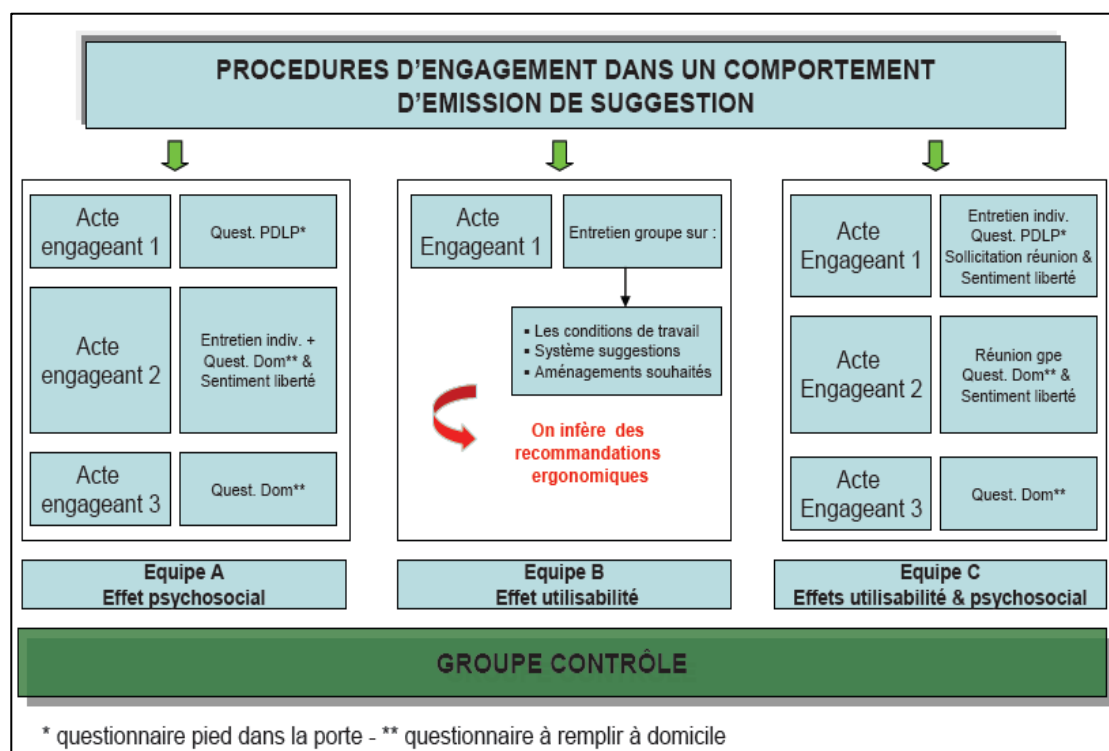 PROCEDURES D'ENGAGEMENT DANS UN COMPORTEMENT
D'EMISSION DE SUGGESTION
Acte
engageant 1
Quest. PDLP*
Acte
engageant 2
Entretien indiv. +
Quest. Dom** &
Sentiment liberté
Acte
engageant 3
Quest. Dom**
Equipe A
Effet psychosocial
Acte
Engageant 1
Entretien groupe sur :
▪ Les conditions de travail
▪ Système suggestions
▪ Aménagements souhaités
On infère des
recommandations
ergonomiques
Equipe B
Effet utilisabilité
Acte
Engageant 1
Entretien indiv.
Quest. PDLP*
Sollicitation réunion &
Sentiment liberté
Acte
Engageant 2
Réunion gpe
Quest. Dom** &
Sentiment liberté
Acte
Engageant 3
Quest. Dom**
Equipe C
Effets utilisabilité & psychosocial
GROUPE CONTRÔLE
* questionnaire pied dans la porte - ** questionnaire à remplir à domicile